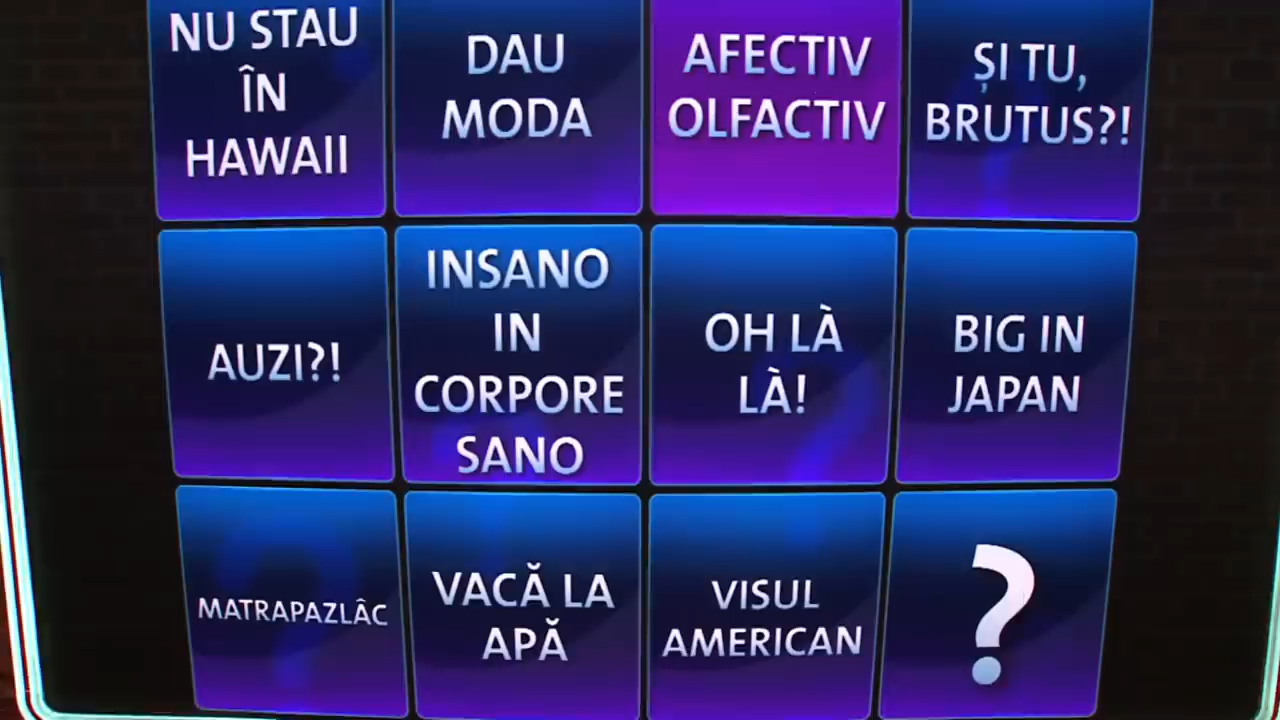 NU STAU
ÎN
HAWAII
DAU
MODA
AFECTIV
OLFACTIV
ȘI TU,
BRUTUS?!
AUZI?!
INSANO
IN
CORPORE
SANO
OH LÀ
LÀ!
BIG IN
JAPAN
MATRAPAZLÂC
VACĂ LA
APĂ
VISUL
AMERICAN
?